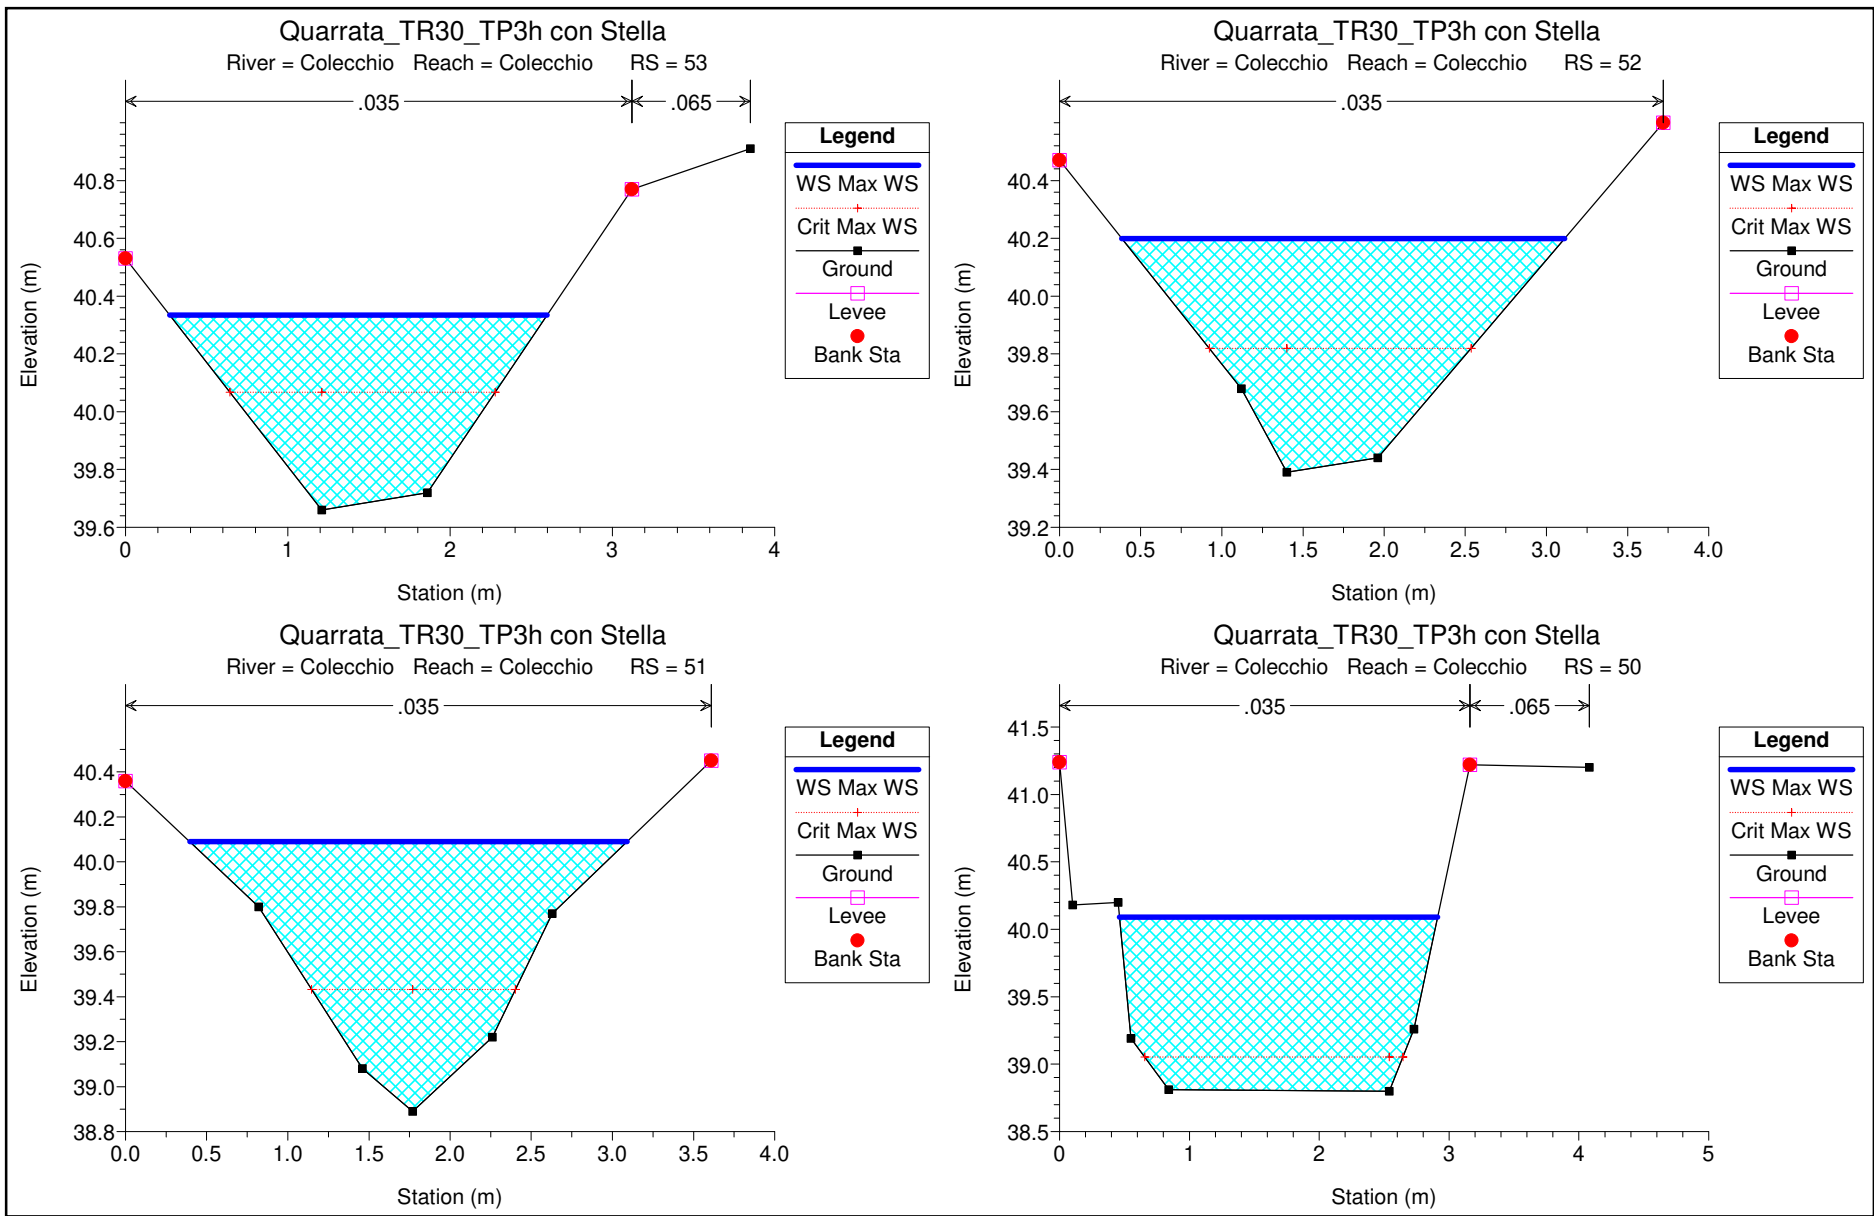 Quarrata_TR30_TP3h con Stella
River = Colecchio Reach = Colecchio RS = 53
.035
.065
Legend
WS Max WS
Crit Max WS
Ground
Levee
Bank Sta
Elevation (m)
40.8
40.6
40.4
40.2
40.0
39.8
39.6
0 1 2 3 4
Station (m)
Quarrata_TR30_TP3h con Stella
River = Colecchio Reach = Colecchio RS = 52
.035
Legend
WS Max WS
Crit Max WS
Ground
Levee
Bank Sta
Elevation (m)
40.4
40.2
40.0
39.8
39.6
39.4
39.2
0.0 0.5 1.0 1.5 2.0 2.5 3.0 3.5 4.0
Station (m)
Quarrata_TR30_TP3h con Stella
River = Colecchio Reach = Colecchio RS = 51
.035
Legend
WS Max WS
Crit Max WS
Ground
Levee
Bank Sta
Elevation (m)
40.4
40.2
40.0
39.8
39.6
39.4
39.2
39.0
38.8
0.0 0.5 1.0 1.5 2.0 2.5 3.0 3.5 4.0
Station (m)
Quarrata_TR30_TP3h con Stella
River = Colecchio Reach = Colecchio RS = 50
.035
.065
Legend
WS Max WS
Crit Max WS
Ground
Levee
Bank Sta
Elevation (m)
41.5
41.0
40.5
40.0
39.5
39.0
38.5
0 1 2 3 4 5
Station (m)